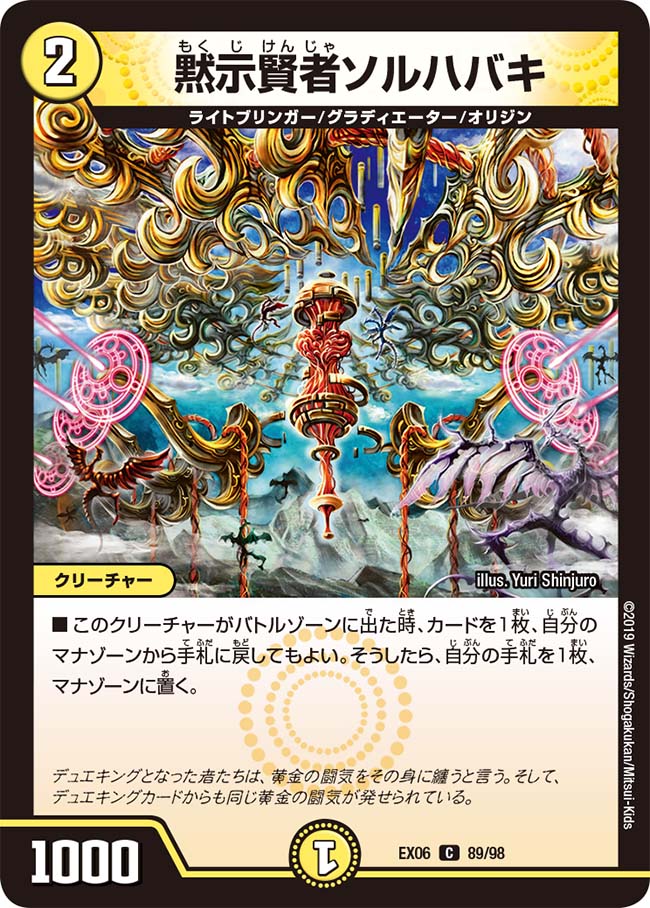 2
もくじけんじゃ
黙示賢者ソルハバキ
ライトブリンガー/グラディエーター/オリジン
illus. Yuri Shinjuro
クリーチャー
■このクリーチャーがバトルゾーンに出た時、カードを1枚、自分の
マナゾーンから手札に戻してもよい。そうしたら、自分の手札を1枚、
マナゾーンに置く。
デュエキングとなった者たちは、黄金の闘気をその身に纏うと言う。そして、
デュエキングカードからも同じ黄金の闘気が発せられている。
©2019 Wizards/Shogakukan/Mitsui-Kids
1000
1
EX06 C 89/98